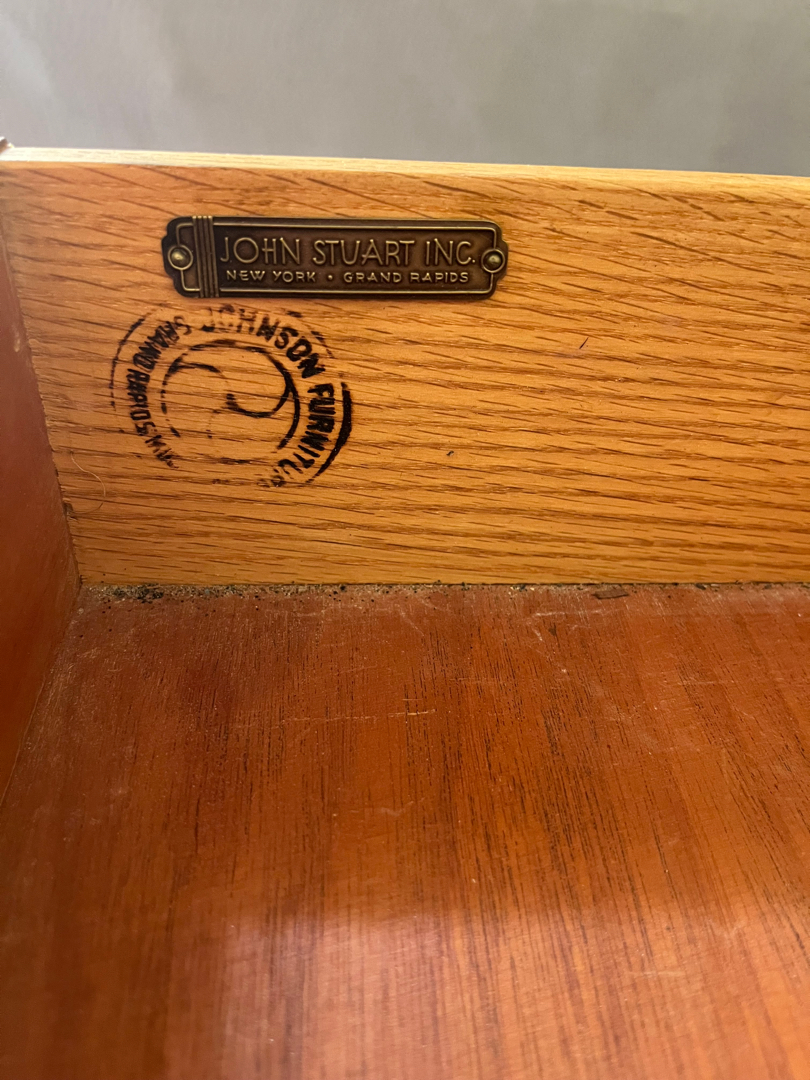 JOHN STUART INC.
NEW YORK • GRAND RAPIDS
JOHNSON FURNITU
GRAND RAPIDS MI